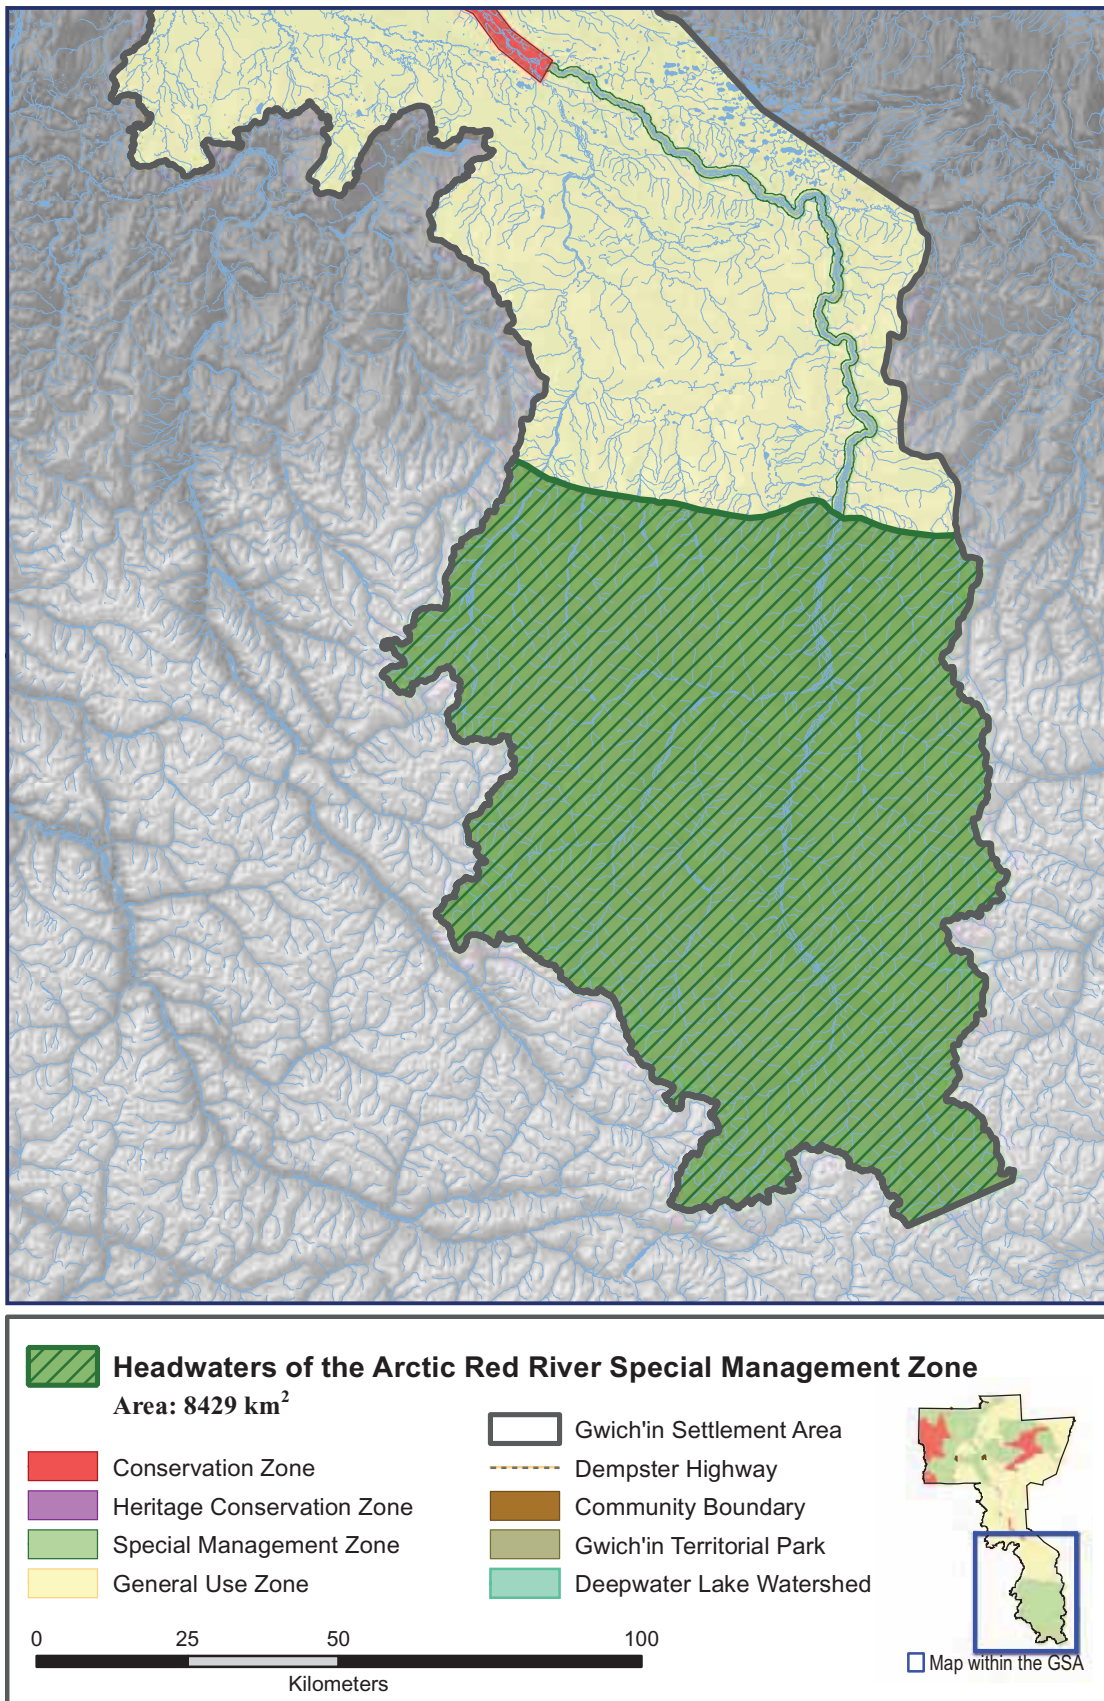 Headwaters of the Arctic Red River Special Management Zone
Area: 8429 km²
Conservation Zone
Heritage Conservation Zone
Special Management Zone
General Use Zone
Gwich'in Settlement Area
Dempster Highway
Community Boundary
Gwich'in Territorial Park
Deepwater Lake Watershed
0 25 50 100
Kilometers
Map within the GSA